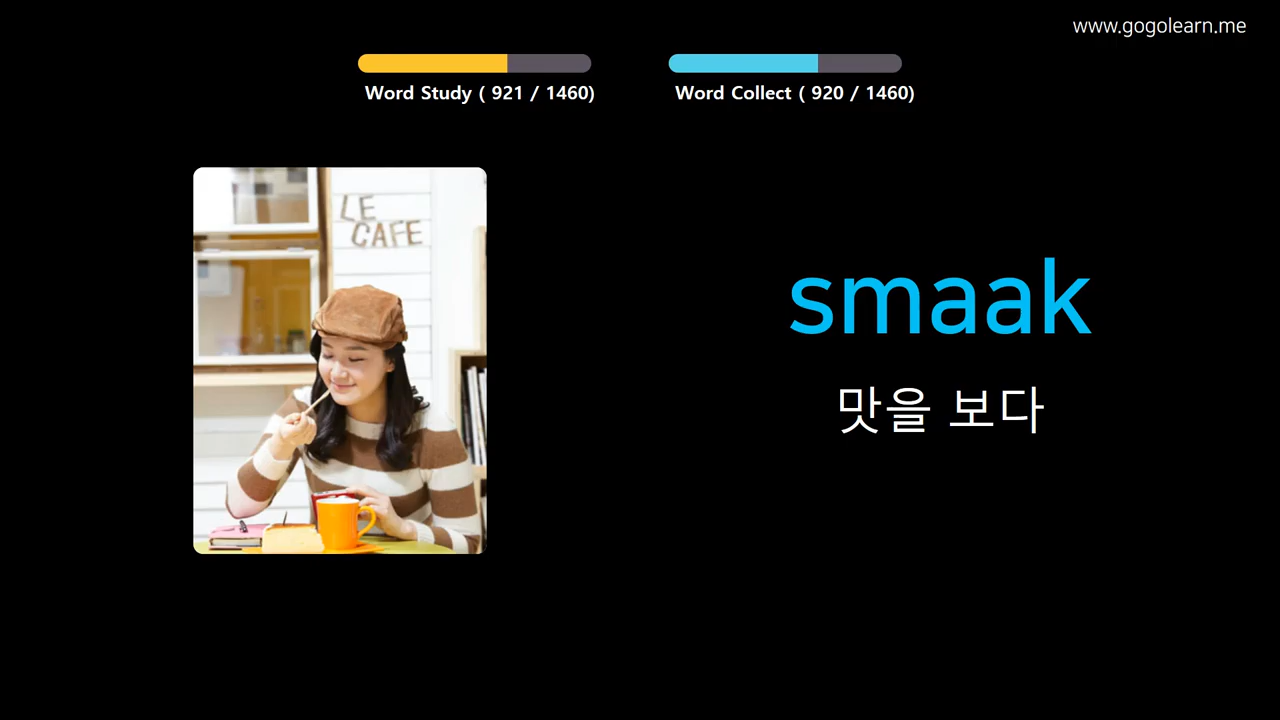 www.gogolearn.me
Word Study ( 921 / 1460)
Word Collect ( 920 / 1460)
LE
CAFE
smaak
맛을 보다